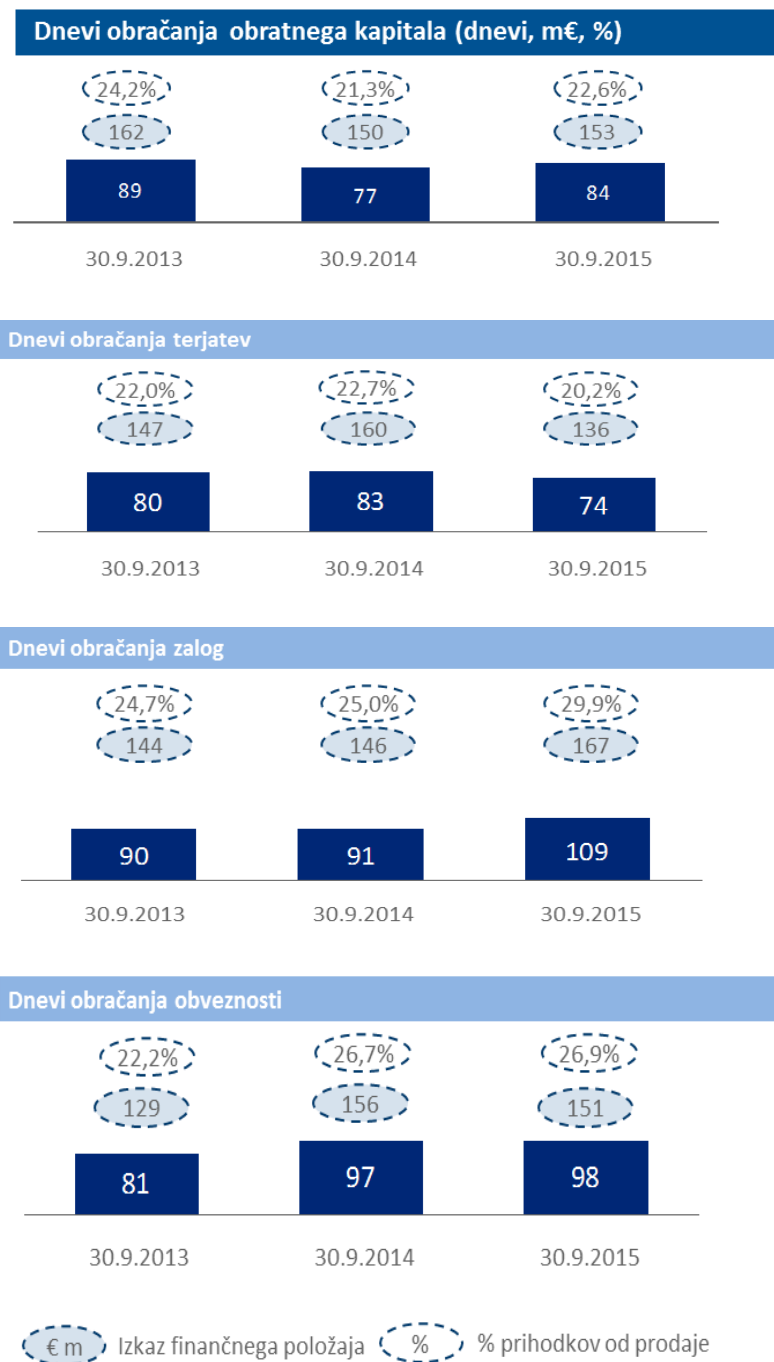 Dnevi obračanja obratnega kapitala (dnevi, m€, %)
24,2% 21,3% 22,6%
162 150 153
89 77 84
30.9.2013 30.9.2014 30.9.2015
Dnevi obračanja terjatev
22,0% 22,7% 20,2%
147 160 136
80 83 74
30.9.2013 30.9.2014 30.9.2015
Dnevi obračanja zalog
24,7% 25,0% 29,9%
144 146 167
90 91 109
30.9.2013 30.9.2014 30.9.2015
Dnevi obračanja obveznosti
22,2% 26,7% 26,9%
129 156 151
81 97 98
30.9.2013 30.9.2014 30.9.2015
€ m Izkaz finančnega položaja % % prihodkov od prodaje